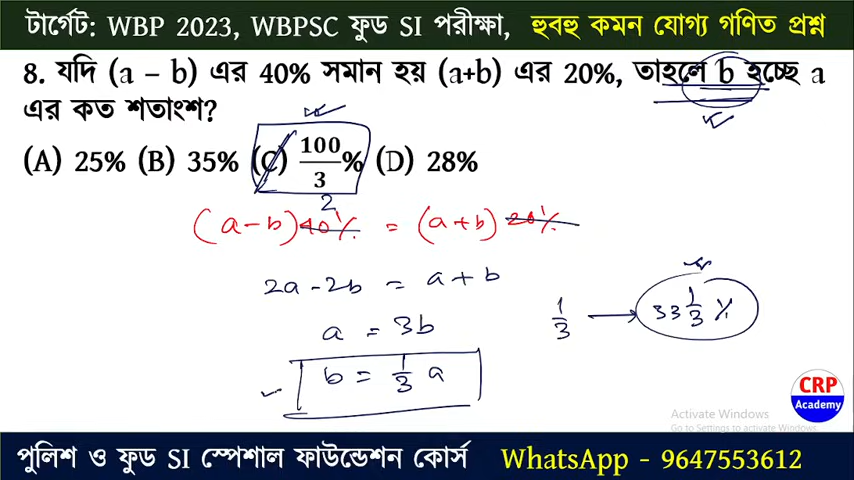 টার্গেট: WBP 2023, WBPSC ফুড SI পরীক্ষা, হুবহু কমন যোগ্য গণিত প্রশ্ন
8. যদি (a – b) এর 40% সমান হয় (a+b) এর 20%, তাহলে b হচ্ছে a
এর কত শতাংশ?
(A) 25% (B) 35% (C) 100/3 % (D) 28%
2
(a-b) 40% = (a+b) 20%
2a-2b = a+b
a = 3b
1/3 → 33 1/3 %
b = 1/3 a
CRP
Academy
Activate Windows
Go to Settings to activate Windows.
পুলিশ ও ফুড SI স্পেশাল ফাউন্ডেশন কোর্স WhatsApp - 9647553612